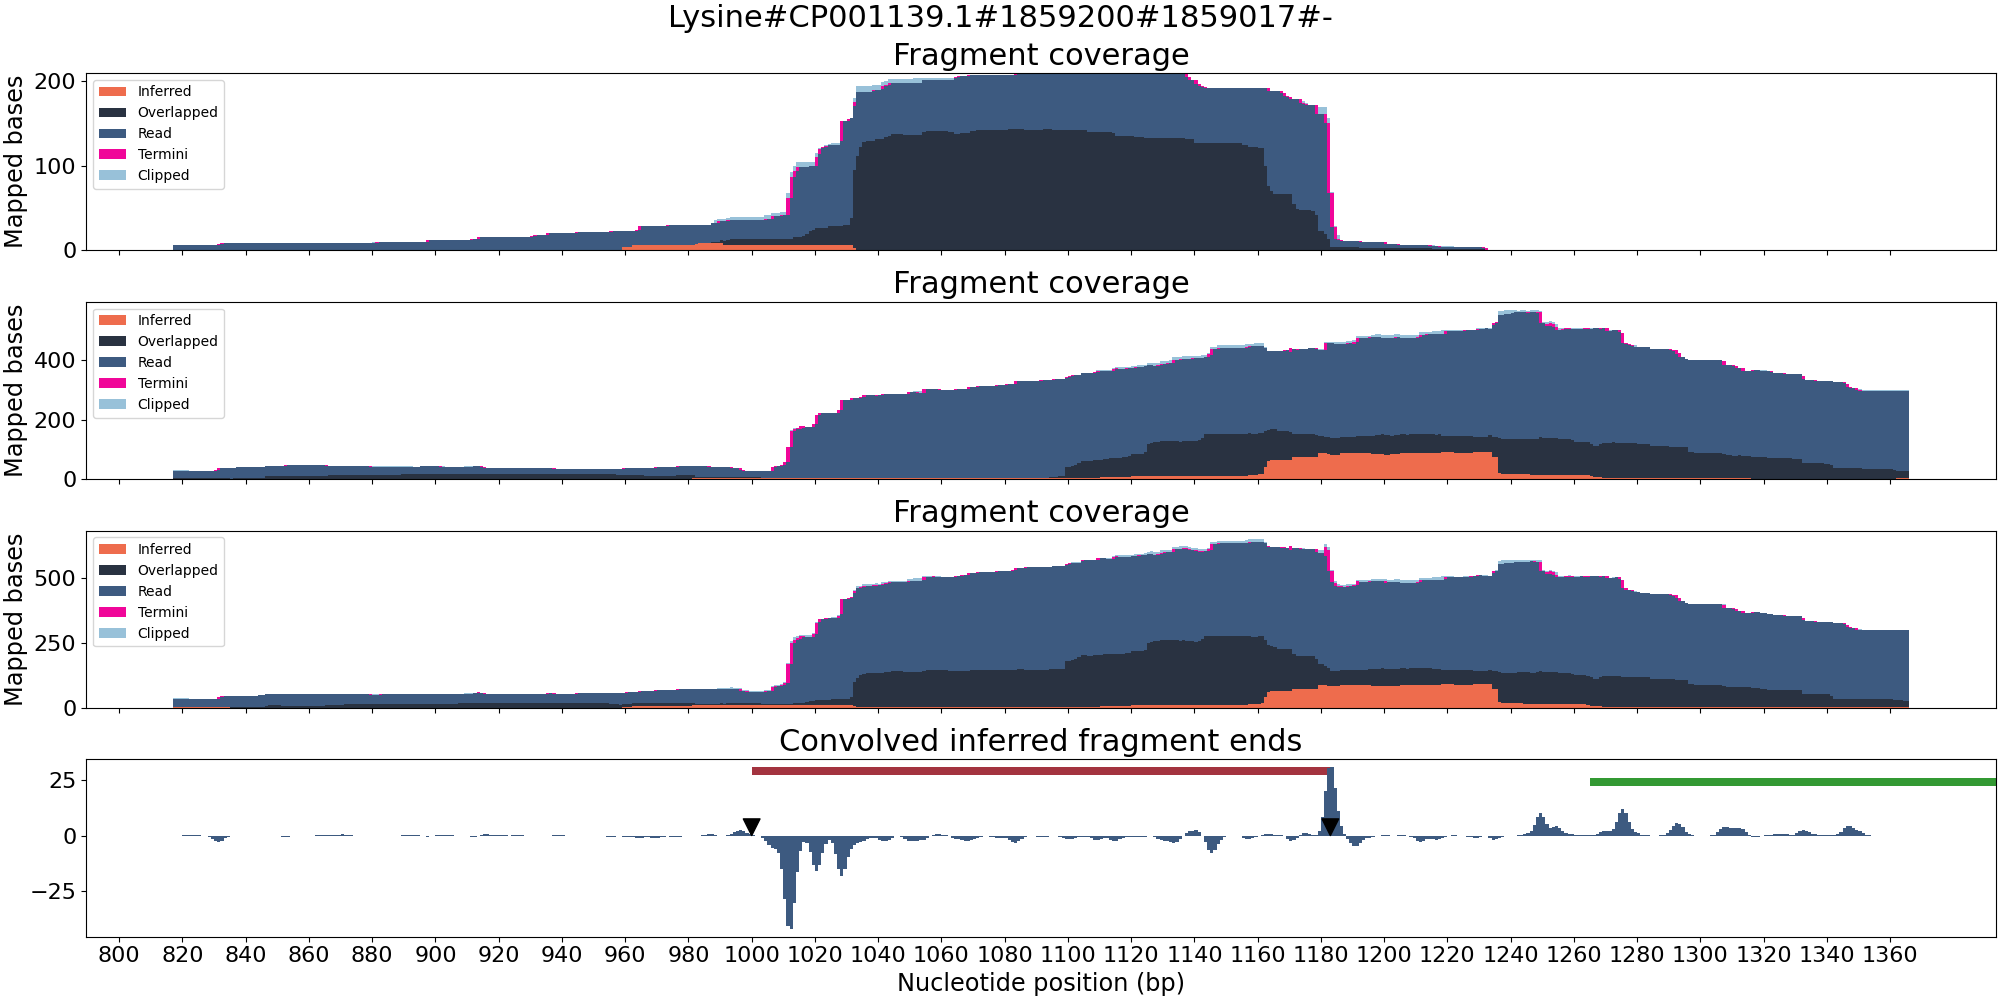 Lysine#CP001139.1#1859200#1859017#-
Fragment coverage
Mapped bases
200
100
0
Inferred
Overlapped
Read
Termini
Clipped
Fragment coverage
Mapped bases
400
200
0
Inferred
Overlapped
Read
Termini
Clipped
Fragment coverage
Mapped bases
500
250
0
Inferred
Overlapped
Read
Termini
Clipped
Convolved inferred fragment ends
25
0
−25
800 820 840 860 880 900 920 940 960 980 1000 1020 1040 1060 1080 1100 1120 1140 1160 1180 1200 1220 1240 1260 1280 1300 1320 1340 1360
Nucleotide position (bp)